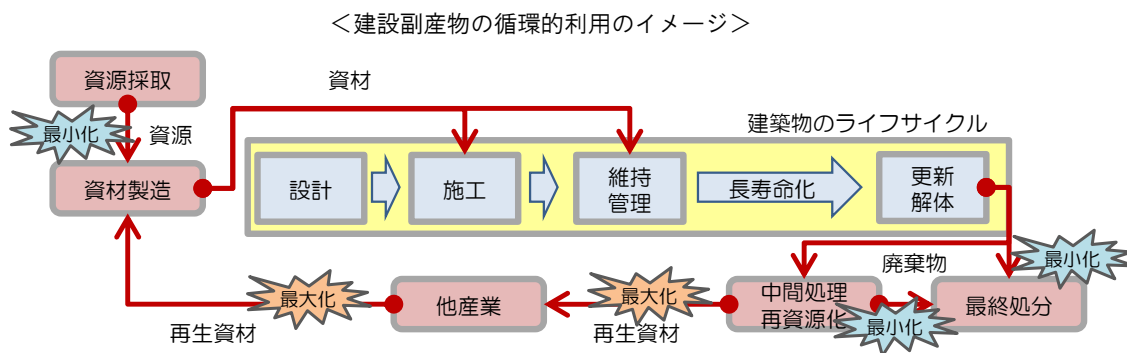 ＜建設副産物の循環的利用のイメージ＞
資源採取
資材
最小化
資源
建築物のライフサイクル
資材製造
設計
施工
維持
管理
長寿命化
更新
解体
廃棄物
最小化
最大化
他産業
最大化
中間処理
再資源化
最小化
最終処分
再生資材
再生資材